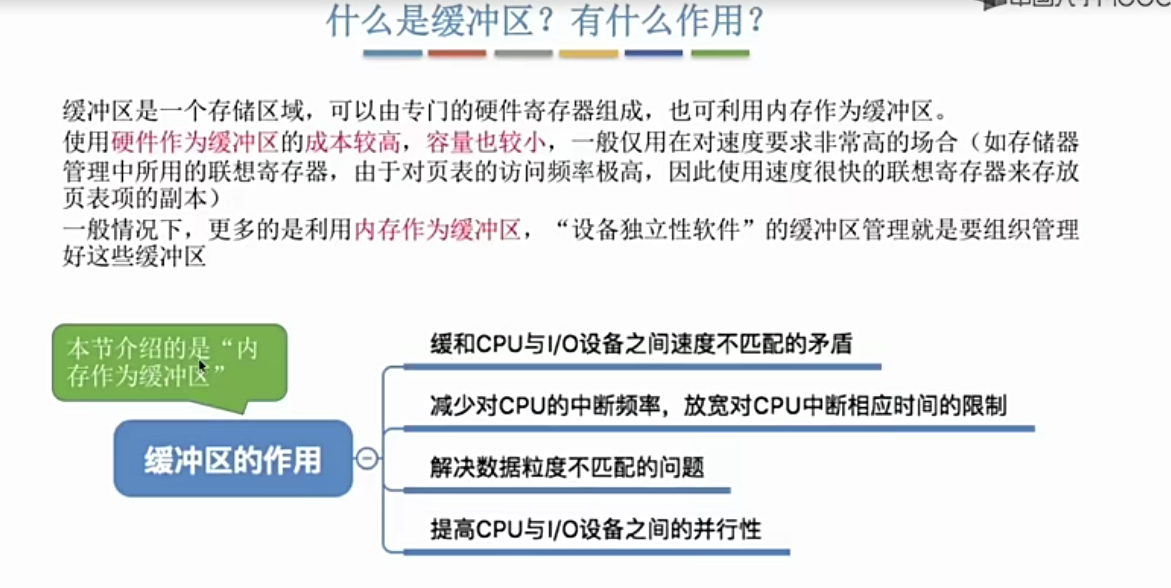 什么是缓冲区？有什么作用？
缓冲区是一个存储区域，可以由专门的硬件寄存器组成，也可利用内存作为缓冲区。
使用硬件作为缓冲区的成本较高，容量也较小，一般仅用在对速度要求非常高的场合（如存储器
管理中所用的联想寄存器，由于对页表的访问频率极高，因此使用速度很快的联想寄存器来存放
页表项的副本）
一般情况下，更多的是利用内存作为缓冲区，“设备独立性软件”的缓冲区管理就是要组织管理
好这些缓冲区
本节介绍的是“内
存作为缓冲区”
缓冲区的作用
缓和CPU与I/O设备之间速度不匹配的矛盾
减少对CPU的中断频率，放宽对CPU中断相应时间的限制
解决数据粒度不匹配的问题
提高CPU与I/O设备之间的并行性